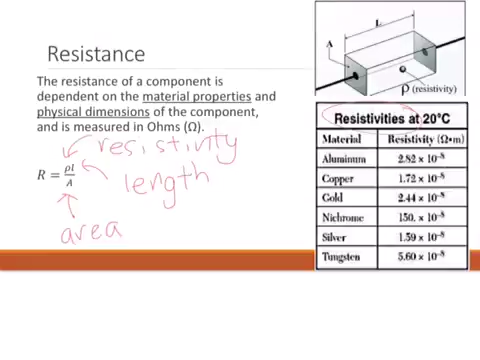 Resistance
The resistance of a component is
dependent on the material properties and
physical dimensions of the component,
and is measured in Ohms (Ω).
resistivity
R = ρl/A
length
area
L
A
ρ (resistivity)
Resistivities at 20°C
Material Resistivity (Ω•m)
Aluminum 2.82 × 10⁻⁸
Copper 1.72 × 10⁻⁸
Gold 2.44 × 10⁻⁸
Nichrome 150. × 10⁻⁸
Silver 1.59 × 10⁻⁸
Tungsten 5.60 × 10⁻⁸